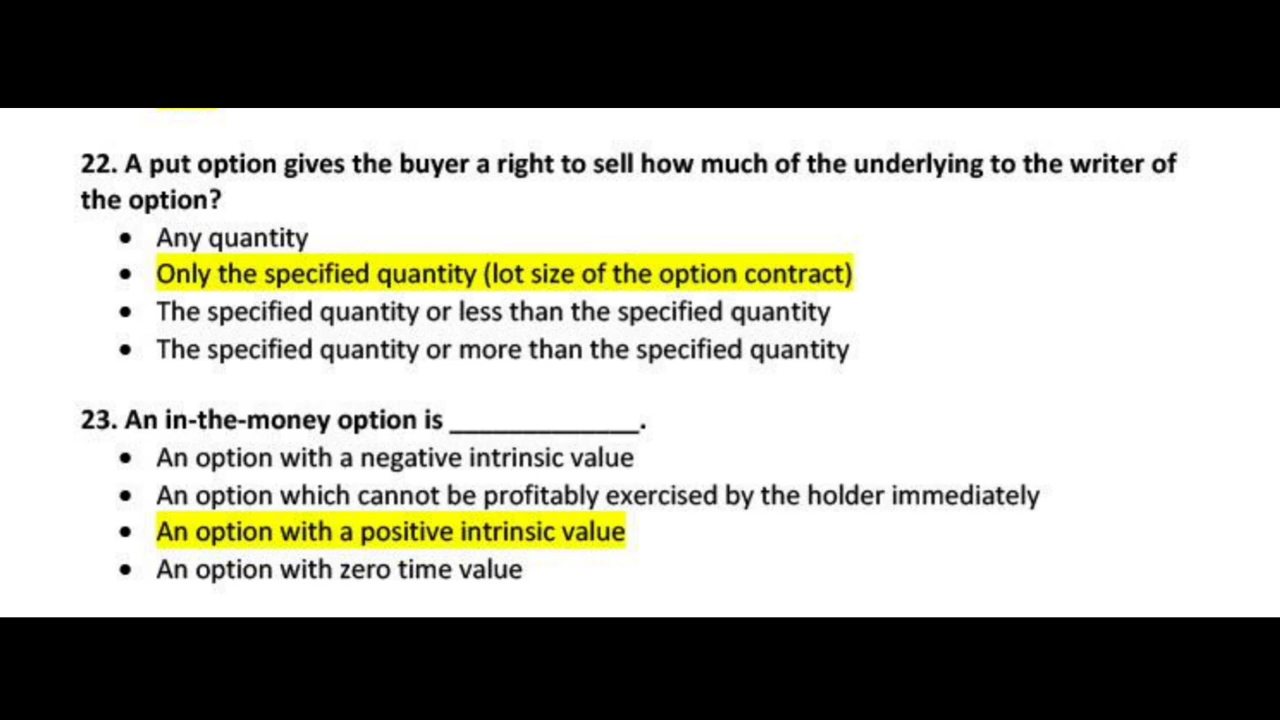 22. A put option gives the buyer a right to sell how much of the underlying to the writer of
the option?
• Any quantity
• Only the specified quantity (lot size of the option contract)
• The specified quantity or less than the specified quantity
• The specified quantity or more than the specified quantity
23. An in-the-money option is ______________.
• An option with a negative intrinsic value
• An option which cannot be profitably exercised by the holder immediately
• An option with a positive intrinsic value
• An option with zero time value